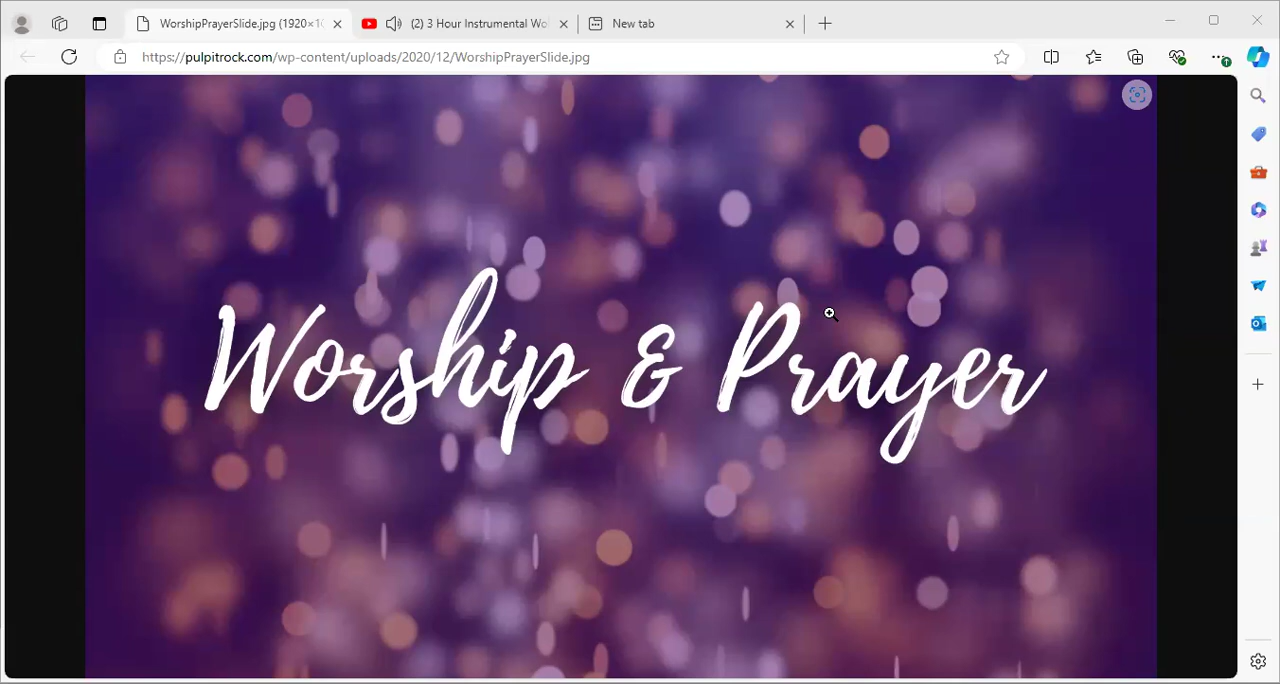 WorshipPrayerSlide.jpg (1920×10
(2) 3 Hour Instrumental Wo
New tab
https://pulpitrock.com/wp-content/uploads/2020/12/WorshipPrayerSlide.jpg
Worship & Prayer